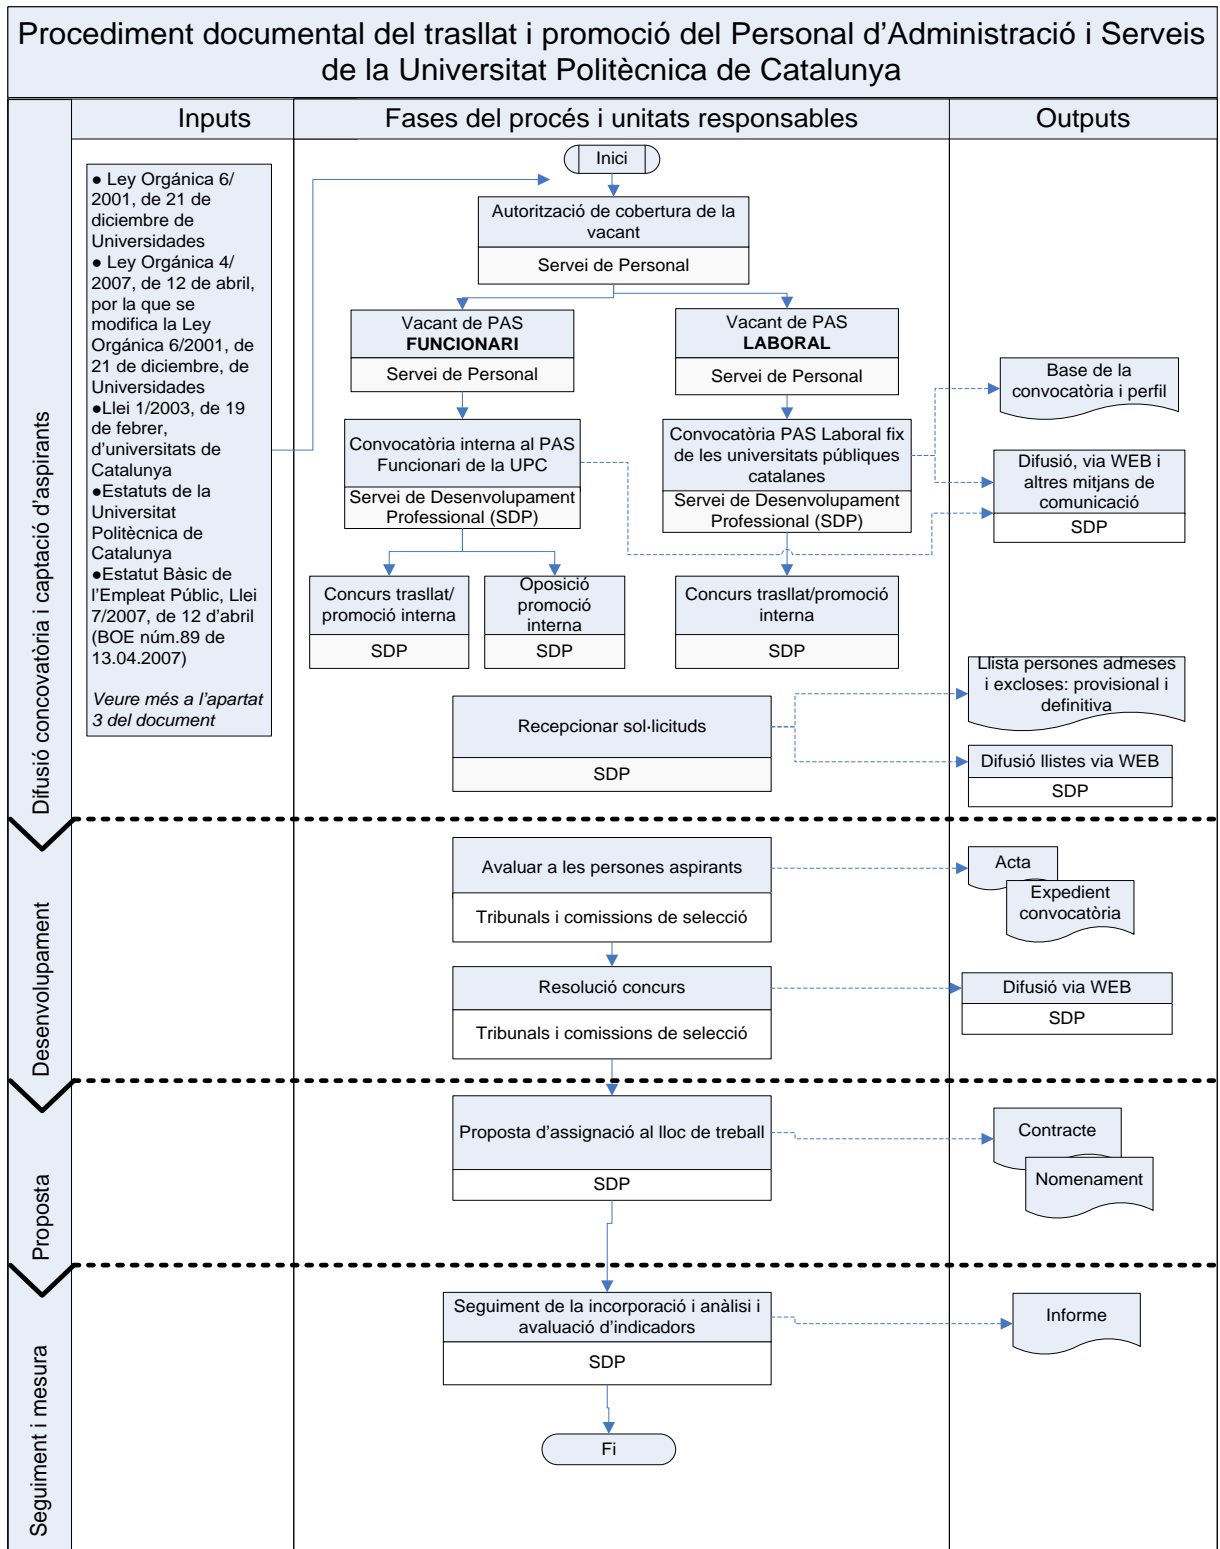 Procediment documental del trasllat i promoció del Personal d'Administració i Serveis
de la Universitat Politècnica de Catalunya
Inputs
Fases del procés i unitats responsables
Outputs
Difusió concovatòria i captació d'aspirants
● Ley Orgánica 6/
2001, de 21 de
diciembre de
Universidades
● Ley Orgánica 4/
2007, de 12 de abril,
por la que se
modifica la Ley
Orgánica 6/2001, de
21 de diciembre, de
Universidades
●Llei 1/2003, de 19
de febrer,
d'universitats de
Catalunya
●Estatuts de la
Universitat
Politècnica de
Catalunya
●Estatut Bàsic de
l'Empleat Públic, Llei
7/2007, de 12 d'abril
(BOE núm.89 de
13.04.2007)
Veure més a l'apartat
3 del document
Inici
Autorització de cobertura de la
vacant
Servei de Personal
Vacant de PAS
FUNCIONARI
Servei de Personal
Vacant de PAS
LABORAL
Servei de Personal
Base de la
convocatòria i perfil
Convocatòria interna al PAS
Funcionari de la UPC
Servei de Desenvolupament
Professional (SDP)
Convocatòria PAS Laboral fix
de les universitats públiques
catalanes
Servei de Desenvolupament
Professional (SDP)
Difusió, via WEB i
altres mitjans de
comunicació
SDP
Concurs trasllat/
promoció interna
SDP
Oposició
promoció
interna
SDP
Concurs trasllat/promoció
interna
SDP
Llista persones admeses
i excloses: provisional i
definitiva
Recepcionar sol·licituds
SDP
Difusió llistes via WEB
SDP
Desenvolupament
Avaluar a les persones aspirants
Tribunals i comissions de selecció
Acta
Expedient
convocatòria
Resolució concurs
Tribunals i comissions de selecció
Difusió via WEB
SDP
Proposta
Proposta d'assignació al lloc de treball
SDP
Contracte
Nomenament
Seguiment i mesura
Seguiment de la incorporació i anàlisi i
avaluació d'indicadors
SDP
Informe
Fi